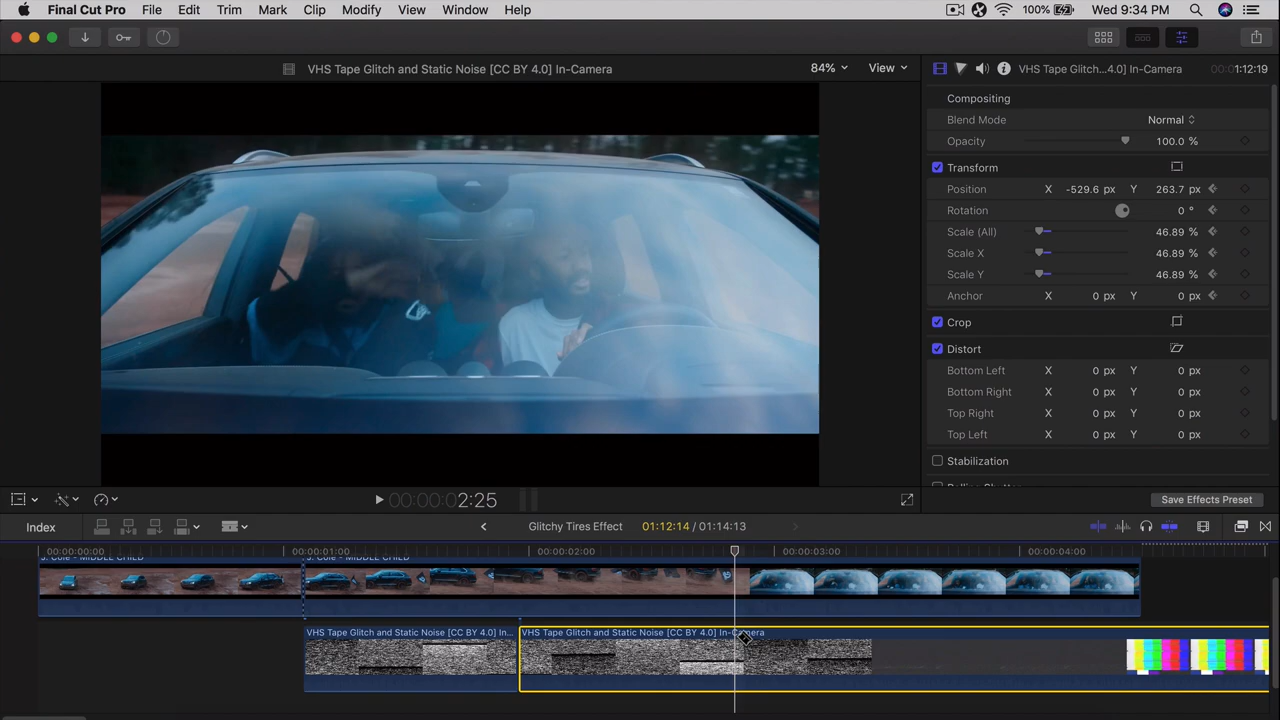 Final Cut Pro File Edit Trim Mark Clip Modify View Window Help 100% Wed 9:34 PM
VHS Tape Glitch and Static Noise [CC BY 4.0] In-Camera 84% View
VHS Tape Glitch...4.0] In-Camera 00:01:12:19
Compositing
Blend Mode Normal
Opacity 100.0 %
Transform
Position X -529.6 px Y 263.7 px
Rotation 0 °
Scale (All) 46.89 %
Scale X 46.89 %
Scale Y 46.89 %
Anchor X 0 px Y 0 px
Crop
Distort
Bottom Left X 0 px Y 0 px
Bottom Right X 0 px Y 0 px
Top Right X 0 px Y 0 px
Top Left X 0 px Y 0 px
Stabilization
00:00:00:02:25
Save Effects Preset
Index Glitchy Tires Effect 01:12:14 / 01:14:13
00:00:00:00 00:00:01:00 00:00:02:00 00:00:03:00 00:00:04:00
J. Cole - MIDDLE CHILD J. Cole - MIDDLE CHILD
VHS Tape Glitch and Static Noise [CC BY 4.0] In... VHS Tape Glitch and Static Noise [CC BY 4.0] In-Camera